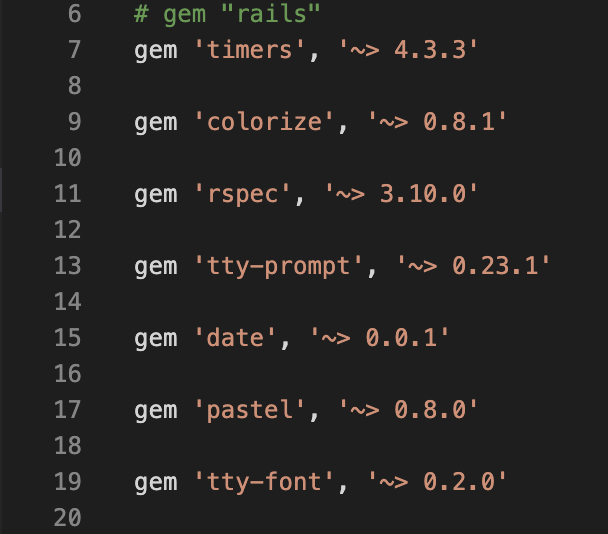 6 # gem "rails"
7 gem 'timers', '~> 4.3.3'
8
9 gem 'colorize', '~> 0.8.1'
10
11 gem 'rspec', '~> 3.10.0'
12
13 gem 'tty-prompt', '~> 0.23.1'
14
15 gem 'date', '~> 0.0.1'
16
17 gem 'pastel', '~> 0.8.0'
18
19 gem 'tty-font', '~> 0.2.0'
20